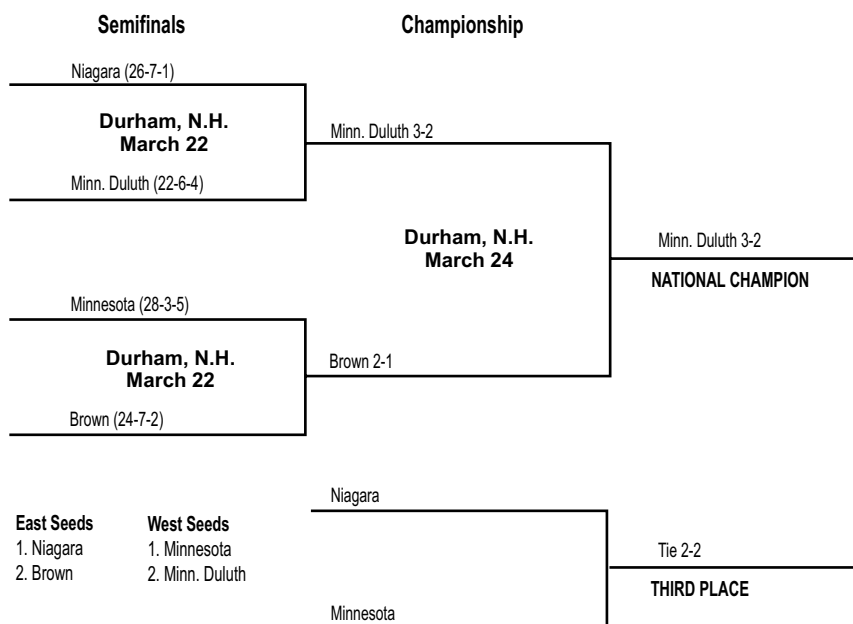 Semifinals
Championship
Niagara (26-7-1)
Durham, N.H.
March 22
Minn. Duluth 3-2
Minn. Duluth (22-6-4)
Durham, N.H.
March 24
Minn. Duluth 3-2
NATIONAL CHAMPION
Minnesota (28-3-5)
Durham, N.H.
March 22
Brown 2-1
Brown (24-7-2)
Niagara
East Seeds
1. Niagara
2. Brown
West Seeds
1. Minnesota
2. Minn. Duluth
Tie 2-2
THIRD PLACE
Minnesota